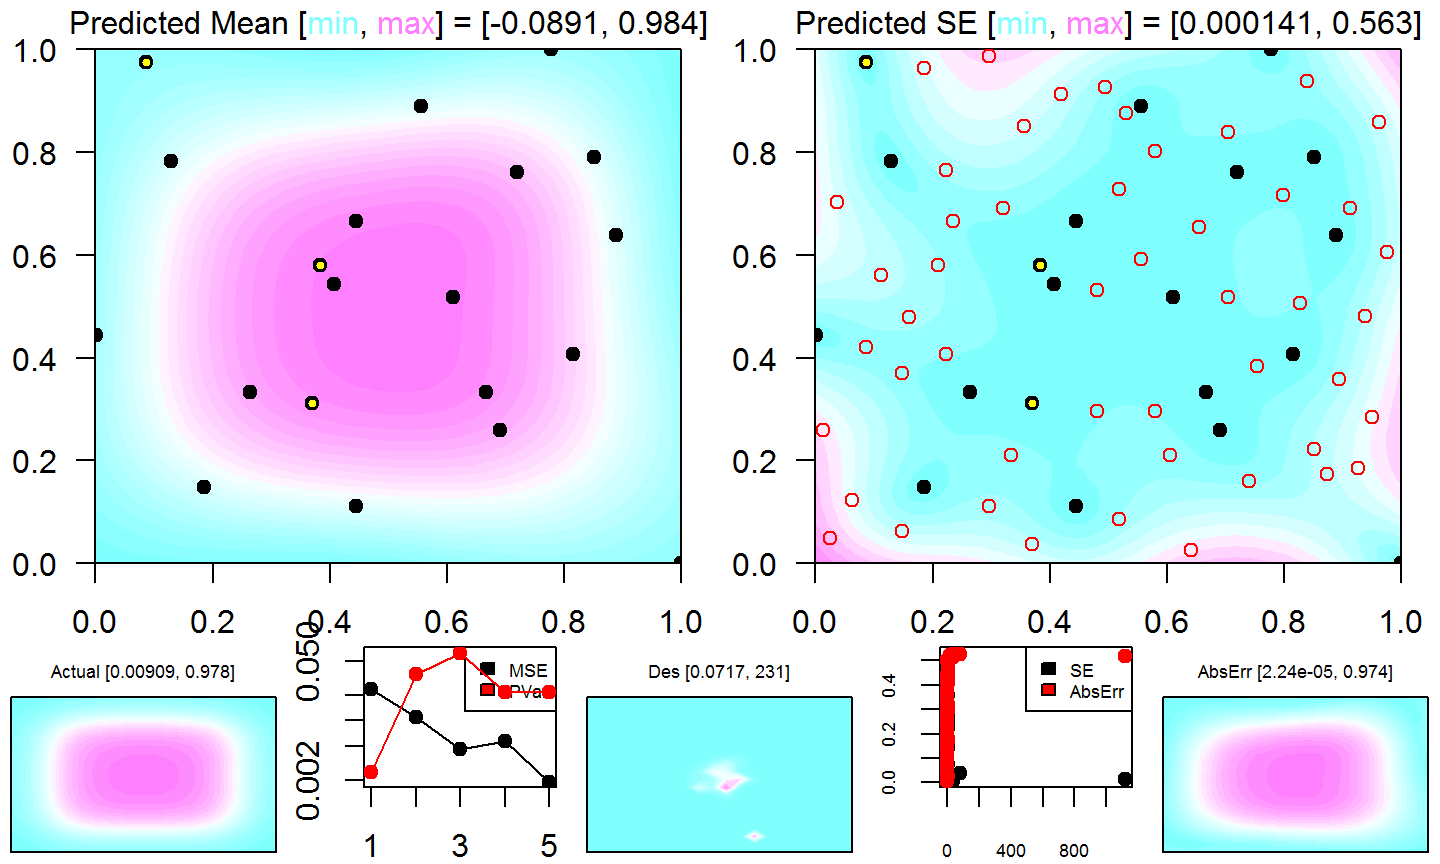 Predicted Mean [min, max] = [-0.0891, 0.984]
1.0
0.8
0.6
0.4
0.2
0.0
0.0 0.2 0.4 0.6 0.8 1.0
Predicted SE [min, max] = [0.000141, 0.563]
1.0
0.8
0.6
0.4
0.2
0.0
0.0 0.2 0.4 0.6 0.8 1.0
Actual [0.00909, 0.978]
0.050
0.002
MSE
PVar
1 3 5
Des [0.0717, 231]
0.4
0.2
0.0
SE
AbsErr
0 400 800
AbsErr [2.24e-05, 0.974]